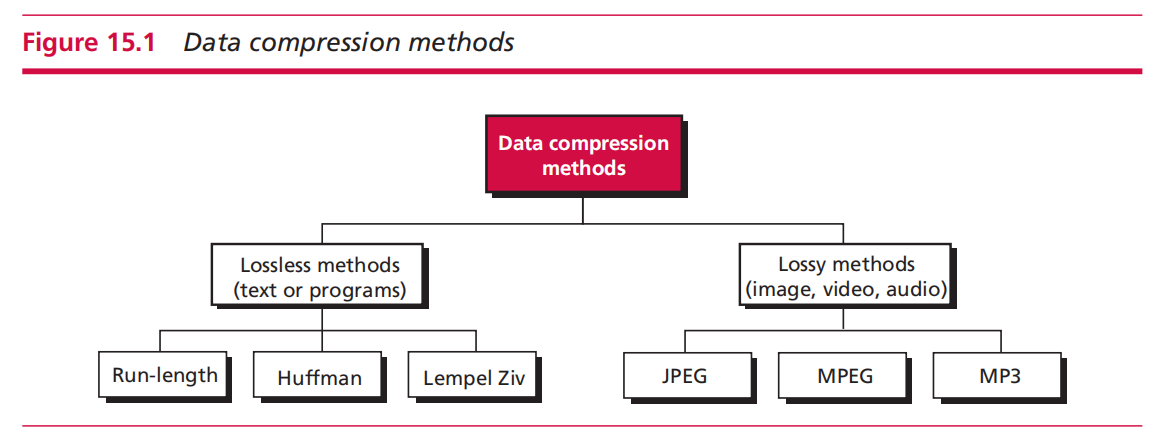 Figure 15.1 Data compression methods
Data compression
methods
Lossless methods
(text or programs)
Lossy methods
(image, video, audio)
Run-length
Huffman
Lempel Ziv
JPEG
MPEG
MP3